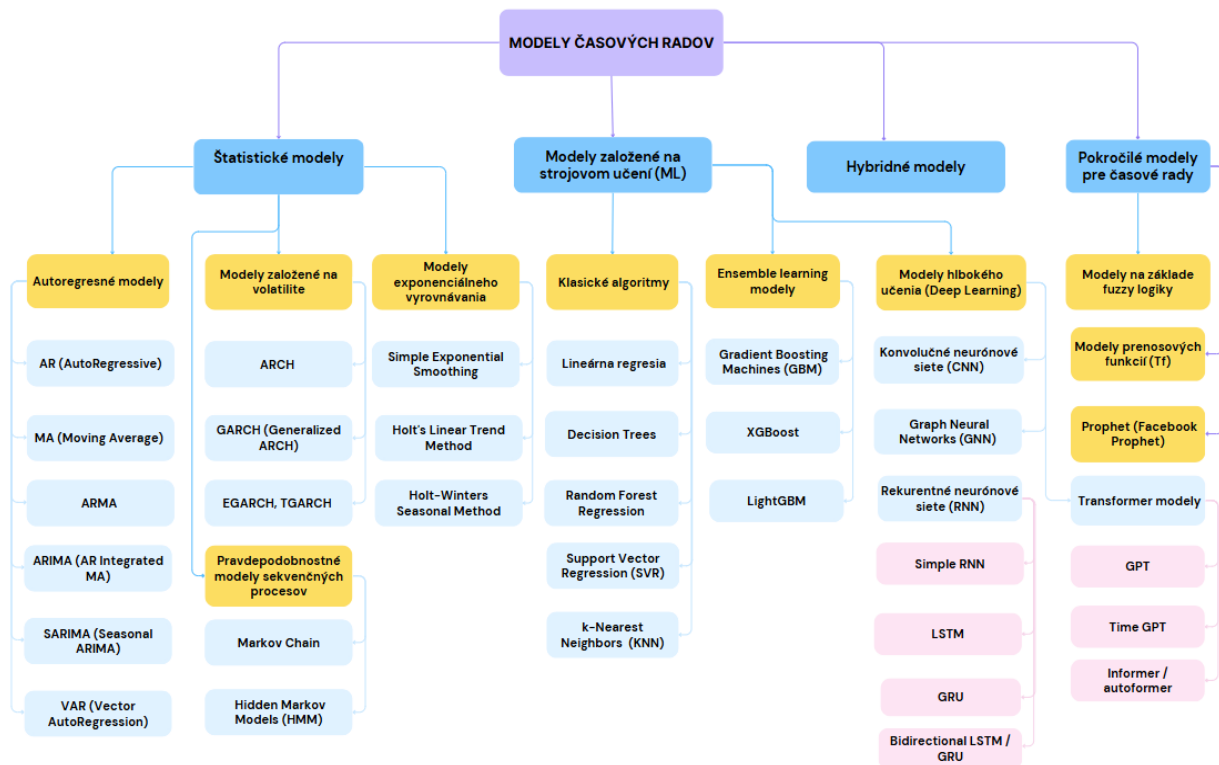 MODELY ČASOVÝCH RADOV
Štatistické modely
Modely založené na
strojovom učení (ML)
Hybridné modely
Pokročilé modely
pre časové rady
Autoregresné modely
AR (AutoRegressive)
MA (Moving Average)
ARMA
ARIMA (AR Integrated
MA)
SARIMA (Seasonal
ARIMA)
VAR (Vector
AutoRegression)
Modely založené na
volatilite
ARCH
GARCH (Generalized
ARCH)
EGARCH, TGARCH
Pravdepodobnostné
modely sekvenčných
procesov
Markov Chain
Hidden Markov
Models (HMM)
Modely
exponenciálneho
vyrovnávania
Simple Exponential
Smoothing
Holt's Linear Trend
Method
Holt-Winters
Seasonal Method
Klasické algoritmy
Lineárna regresia
Decision Trees
Random Forest
Regression
Support Vector
Regression (SVR)
k-Nearest
Neighbors (KNN)
Ensemble learning
modely
Gradient Boosting
Machines (GBM)
XGBoost
LightGBM
Modely hlbokého
učenia (Deep Learning)
Konvolučné neurónové
siete (CNN)
Graph Neural
Networks (GNN)
Rekurentné neurónové
siete (RNN)
Simple RNN
LSTM
GRU
Bidirectional LSTM /
GRU
Modely na základe
fuzzy logiky
Modely prenosových
funkcií (Tf)
Prophet (Facebook
Prophet)
Transformer modely
GPT
Time GPT
Informer /
autoformer